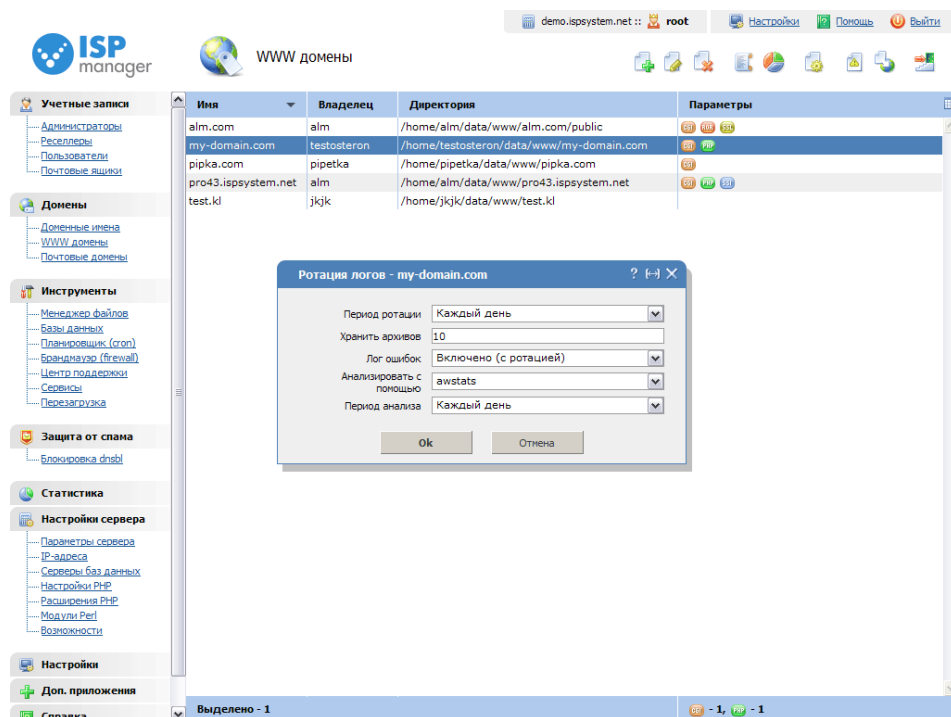 demo.ispsystem.net :: root
Настройки
Помощь
Выйти
ISP
manager
WWW домены
Учетные записи
Администраторы
Реселлеры
Пользователи
Почтовые ящики
Домены
Доменные имена
WWW домены
Почтовые домены
Инструменты
Менеджер файлов
Базы данных
Планировщик (cron)
Брандмауэр (firewall)
Центр поддержки
Сервисы
Перезагрузка
Защита от спама
Блокировка dnsbl
Статистика
Настройки сервера
Параметры сервера
IP-адреса
Серверы баз данных
Настройки PHP
Расширения PHP
Модули Perl
Возможности
Настройки
Доп. приложения
Справка
Имя Владелец Директория Параметры
alm.com alm /home/alm/data/www/alm.com/public
my-domain.com testosteron /home/testosteron/data/www/my-domain.com
pipka.com pipetka /home/pipetka/data/www/pipka.com
pro43.ispsystem.net alm /home/alm/data/www/pro43.ispsystem.net
test.kl jkjk /home/jkjk/data/www/test.kl
Ротация логов - my-domain.com
Период ротации Каждый день
Хранить архивов 10
Лог ошибок Включено (с ротацией)
Анализировать с
помощью awstats
Период анализа Каждый день
Ok Отмена
Выделено - 1
- 1, - 1